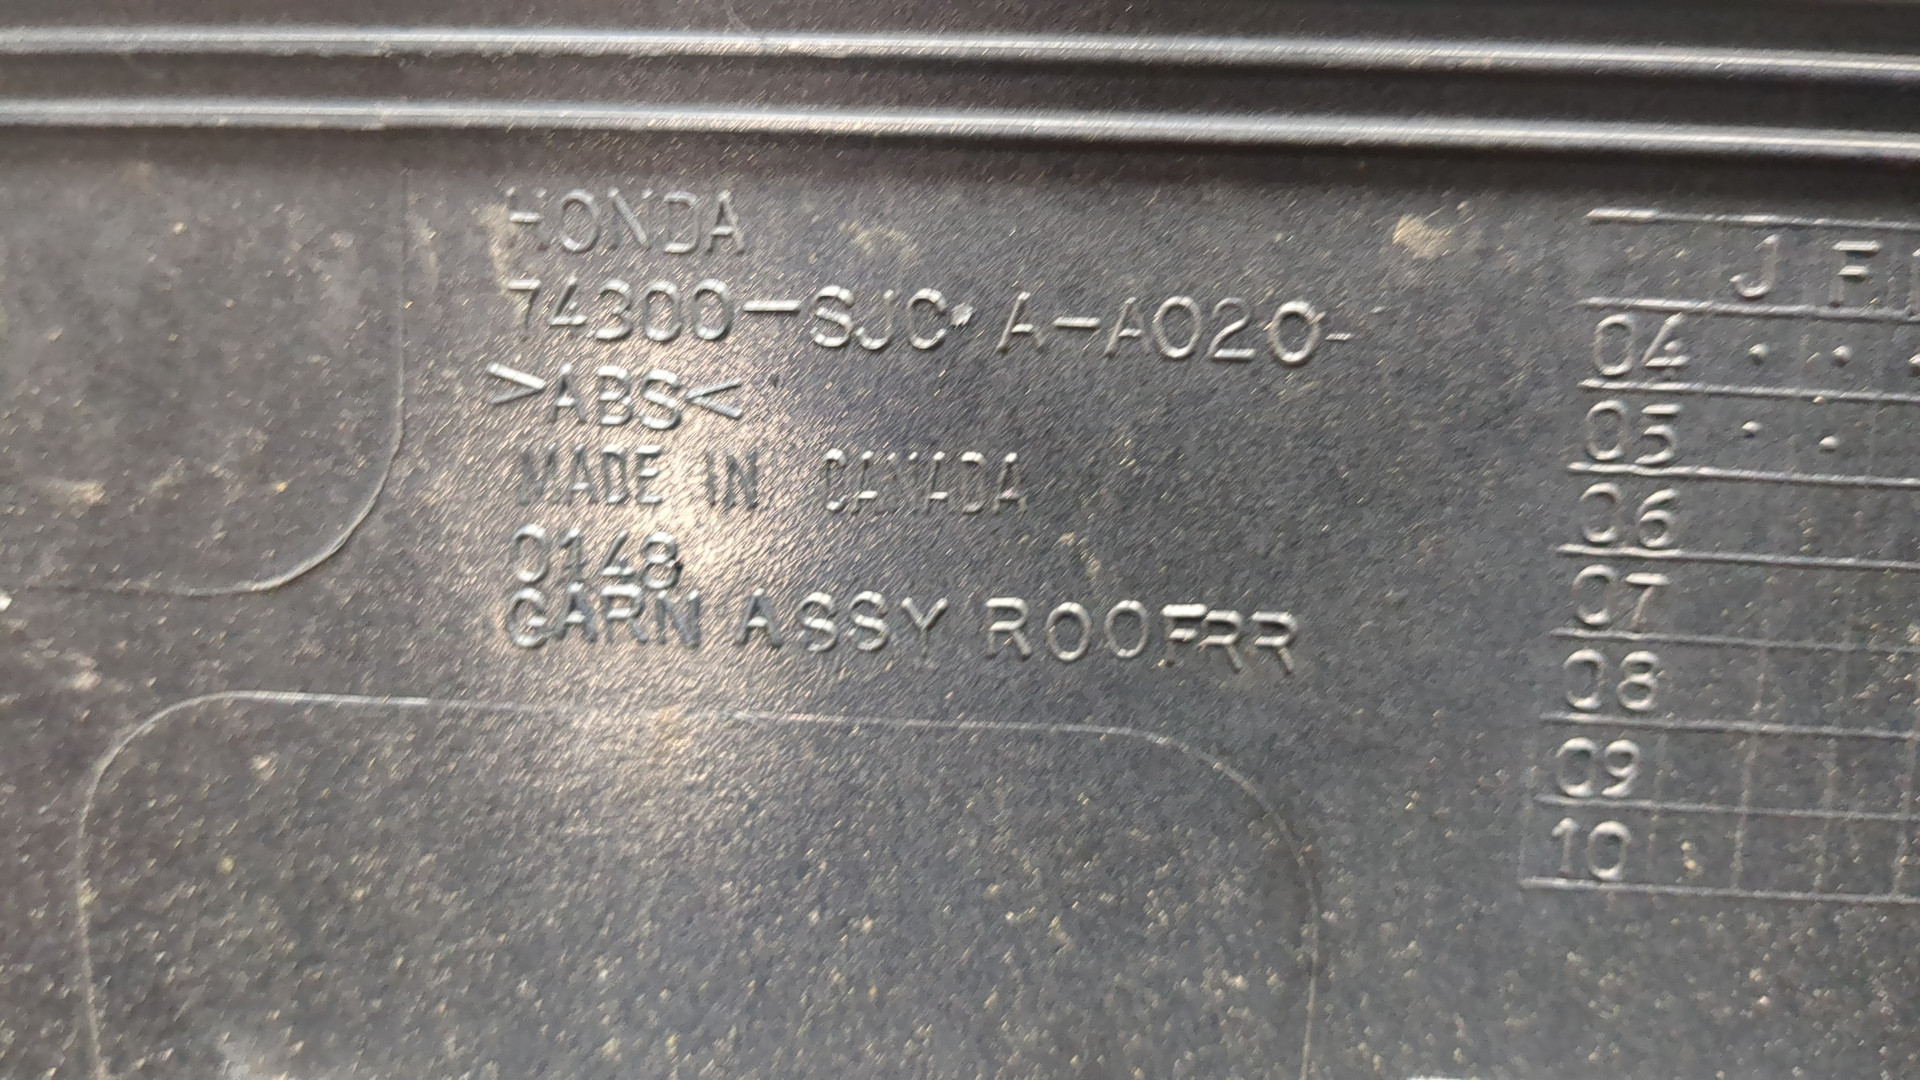 HONDA
74300-SJC-A-A020-
>ABS<
MADE IN CANADA
0148
GARN ASSY ROOFRR
J F
04
05
06
07
08
09
10